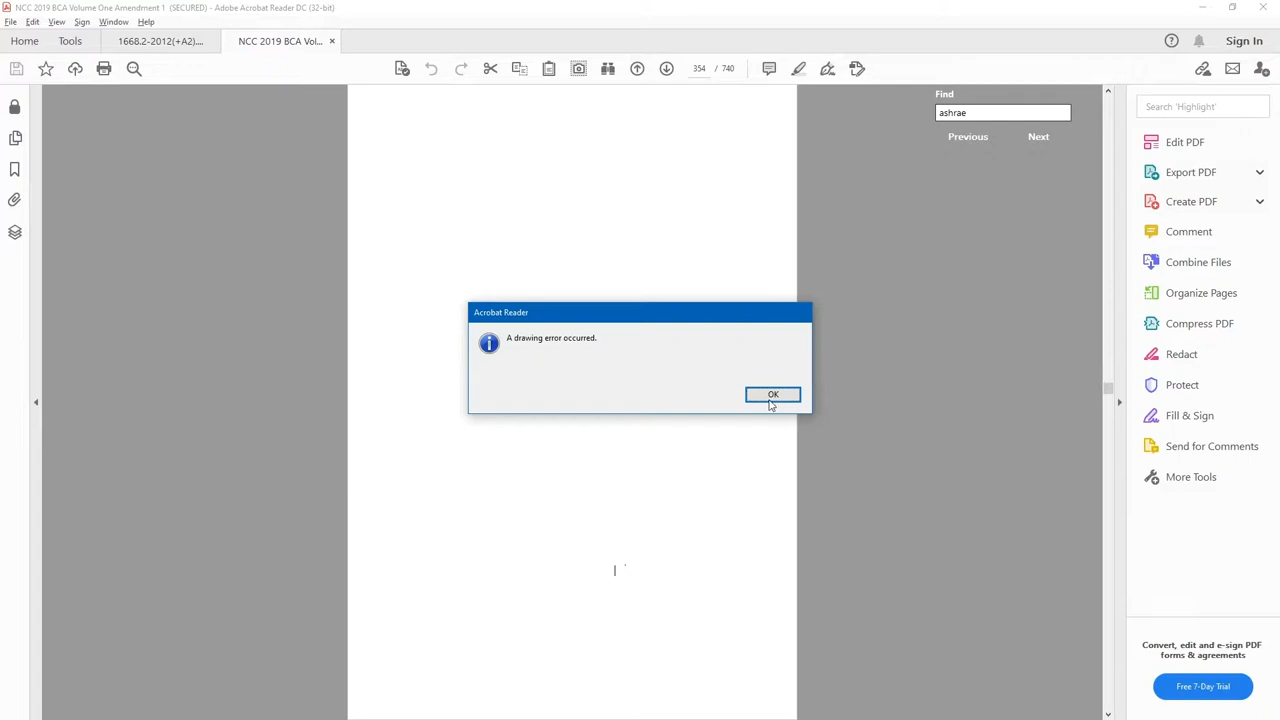 NCC 2019 BCA Volume One Amendment 1 (SECURED) - Adobe Acrobat Reader DC (32-bit)
File Edit View Sign Window Help
Home Tools 1668.2-2012(+A2).... NCC 2019 BCA Vol... × Sign In
354 / 740
Find
ashrae
Previous Next
Search 'Highlight'
Edit PDF
Export PDF
Create PDF
Comment
Combine Files
Organize Pages
Compress PDF
Redact
Protect
Fill & Sign
Send for Comments
More Tools
Acrobat Reader
A drawing error occurred.
OK
Convert, edit and e-sign PDF
forms & agreements
Free 7-Day Trial